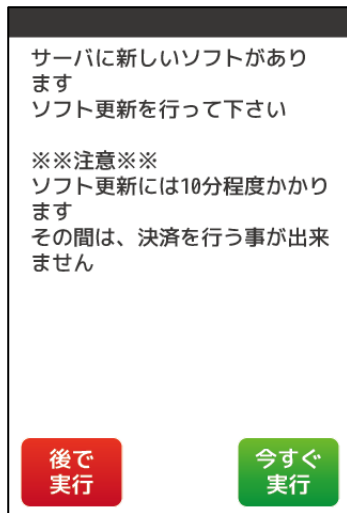 サーバに新しいソフトがあり
ます
ソフト更新を行って下さい
※※注意※※
ソフト更新には10分程度かかり
ます
その間は、決済を行う事が出来
ません
後で
実行
今すぐ
実行